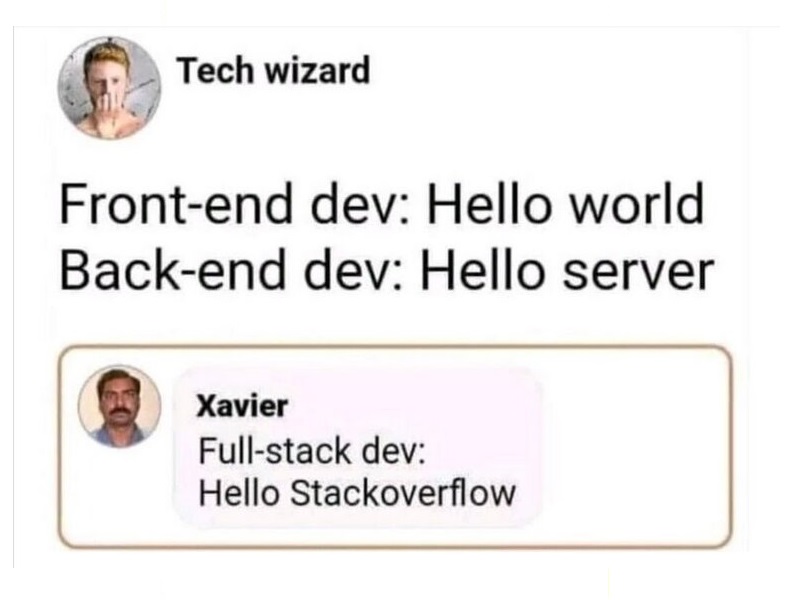 Tech wizard
Front-end dev: Hello world
Back-end dev: Hello server
Xavier
Full-stack dev:
Hello Stackoverflow